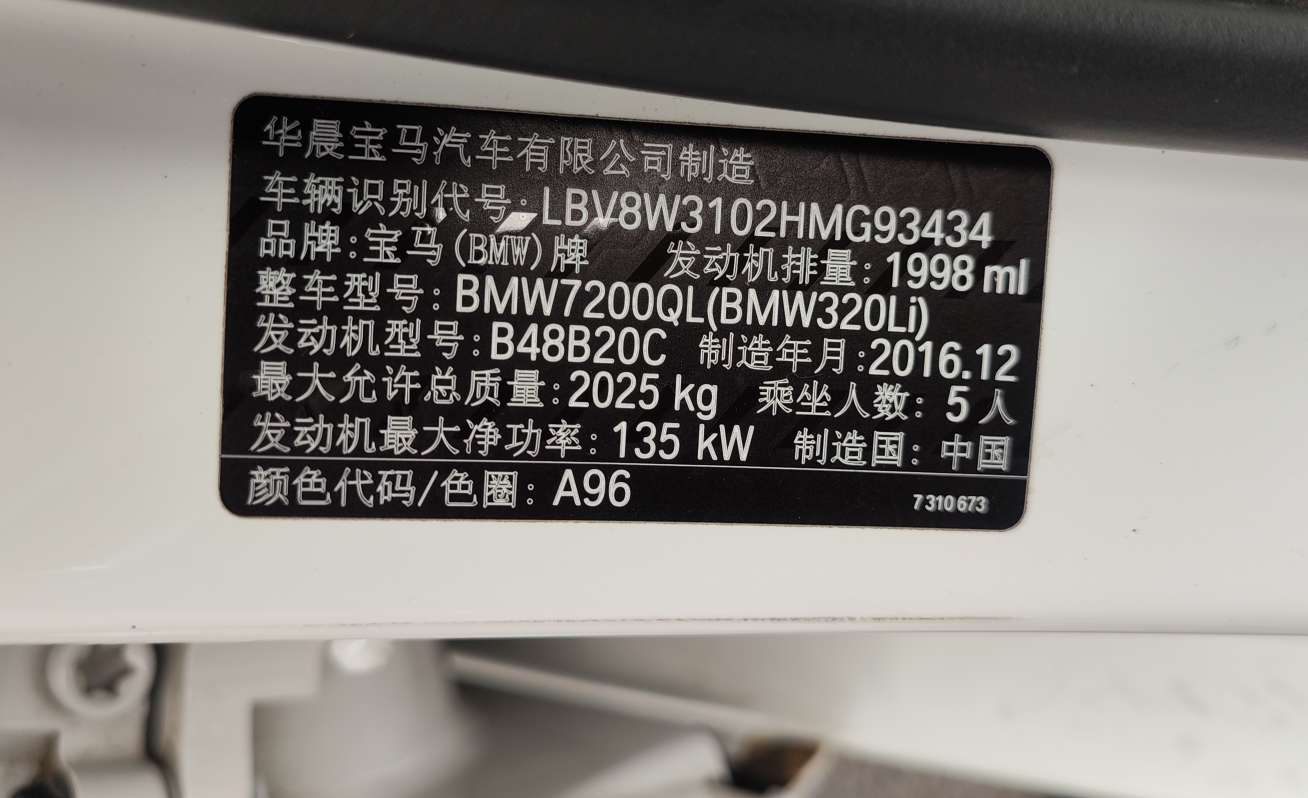 华晨宝马汽车有限公司制造
车辆识别代号: LBV8W3102HMG93434
品牌:宝马(BMW)牌 发动机排量:1998 ml
整车型号: BMW7200QL(BMW320Li)
发动机型号:B48B20C 制造年月:2016.12
最大允许总质量:2025 kg 乘坐人数: 5人
发动机最大净功率: 135 kW 制造国: 中国
颜色代码/色圈: A96 7 310 673